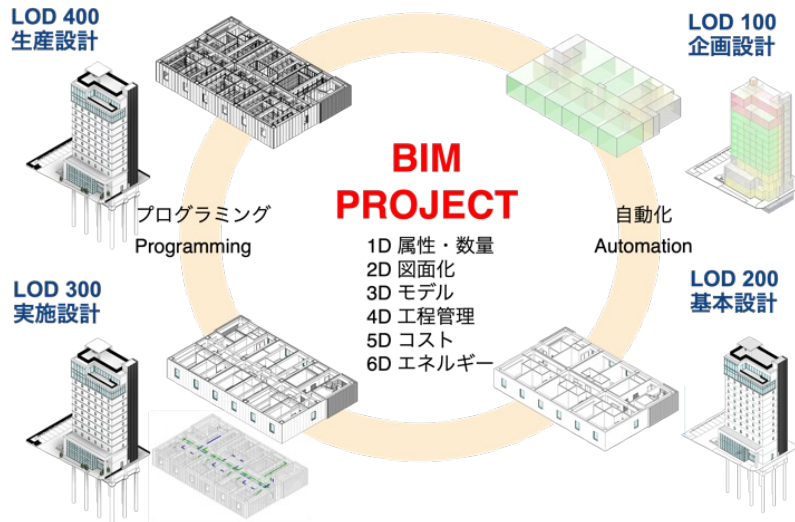 LOD 400
生産設計
LOD 100
企画設計
BIM
PROJECT
プログラミング
Programming
1D 属性・数量
2D 図面化
3D モデル
4D 工程管理
5D コスト
6D エネルギー
自動化
Automation
LOD 300
実施設計
LOD 200
基本設計